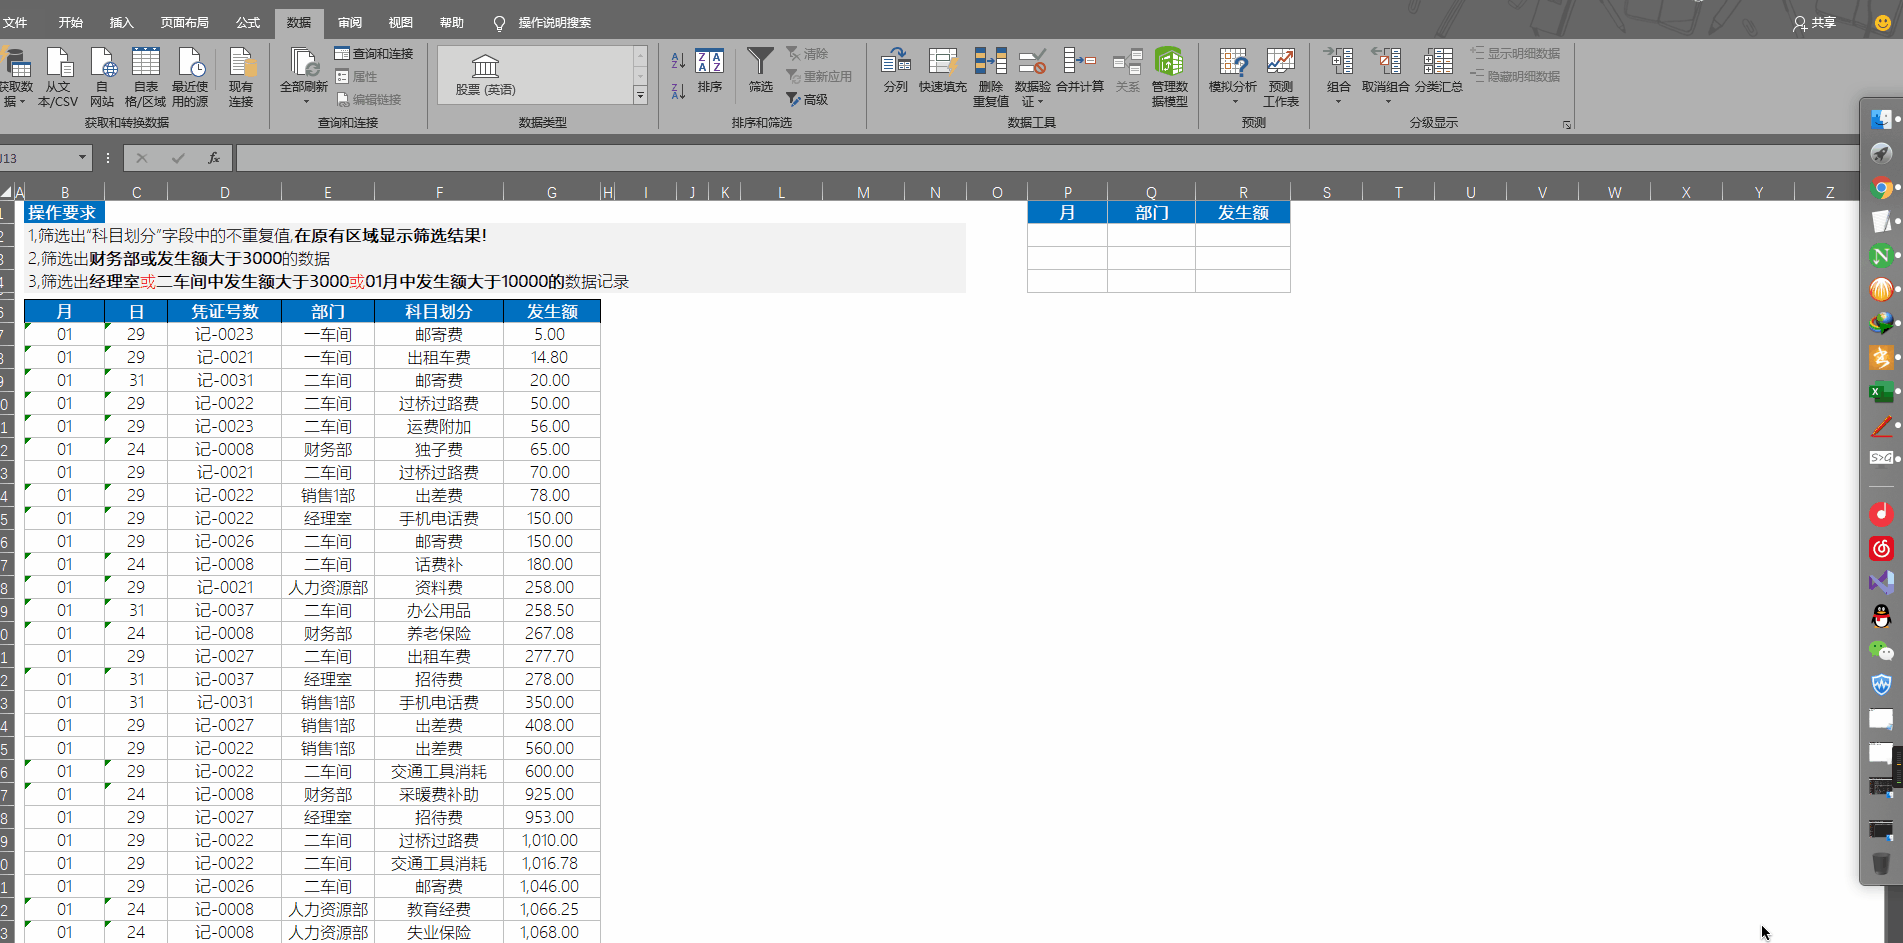 文件 开始 插入 页面布局 公式 数据 审阅 视图 帮助 操作说明搜索 共享
获取数据 从文本/CSV 自网站 自表格/区域 最近使用的源 现有连接
获取和转换数据
全部刷新 查询和连接 属性 编辑链接
查询和连接
股票 (英语)
数据类型
排序 筛选 清除 重新应用 高级
排序和筛选
分列 快速填充 删除重复值 数据验证 合并计算 关系 管理数据模型
数据工具
模拟分析 预测工作表
预测
组合 取消组合 分类汇总 显示明细数据 隐藏明细数据
分级显示
J13 fx
A B C D E F G H I J K L M N O P Q R S T U V W X Y Z
操作要求
1,筛选出“科目划分”字段中的不重复值,在原有区域显示筛选结果!
2,筛选出财务部或发生额大于3000的数据
3,筛选出经理室或二车间中发生额大于3000或01月中发生额大于10000的数据记录
月 部门 发生额
月 日 凭证号数 部门 科目划分 发生额
01 29 记-0023 一车间 邮寄费 5.00
01 29 记-0021 一车间 出租车费 14.80
01 31 记-0031 二车间 邮寄费 20.00
01 29 记-0022 二车间 过桥过路费 50.00
01 29 记-0023 二车间 运费附加 56.00
01 24 记-0008 财务部 独子费 65.00
01 29 记-0021 二车间 过桥过路费 70.00
01 29 记-0022 销售1部 出差费 78.00
01 29 记-0022 经理室 手机电话费 150.00
01 29 记-0026 二车间 邮寄费 150.00
01 24 记-0008 二车间 话费补 180.00
01 29 记-0021 人力资源部 资料费 258.00
01 31 记-0037 二车间 办公用品 258.50
01 24 记-0008 财务部 养老保险 267.08
01 29 记-0027 二车间 出租车费 277.70
01 31 记-0037 经理室 招待费 278.00
01 31 记-0031 销售1部 手机电话费 350.00
01 29 记-0027 销售1部 出差费 408.00
01 29 记-0022 销售1部 出差费 560.00
01 29 记-0022 二车间 交通工具消耗 600.00
01 24 记-0008 财务部 采暖费补助 925.00
01 29 记-0027 经理室 招待费 953.00
01 29 记-0022 二车间 过桥过路费 1,010.00
01 29 记-0022 二车间 交通工具消耗 1,016.78
01 29 记-0026 二车间 邮寄费 1,046.00
01 24 记-0008 人力资源部 教育经费 1,066.25
01 24 记-0008 人力资源部 失业保险 1,068.00